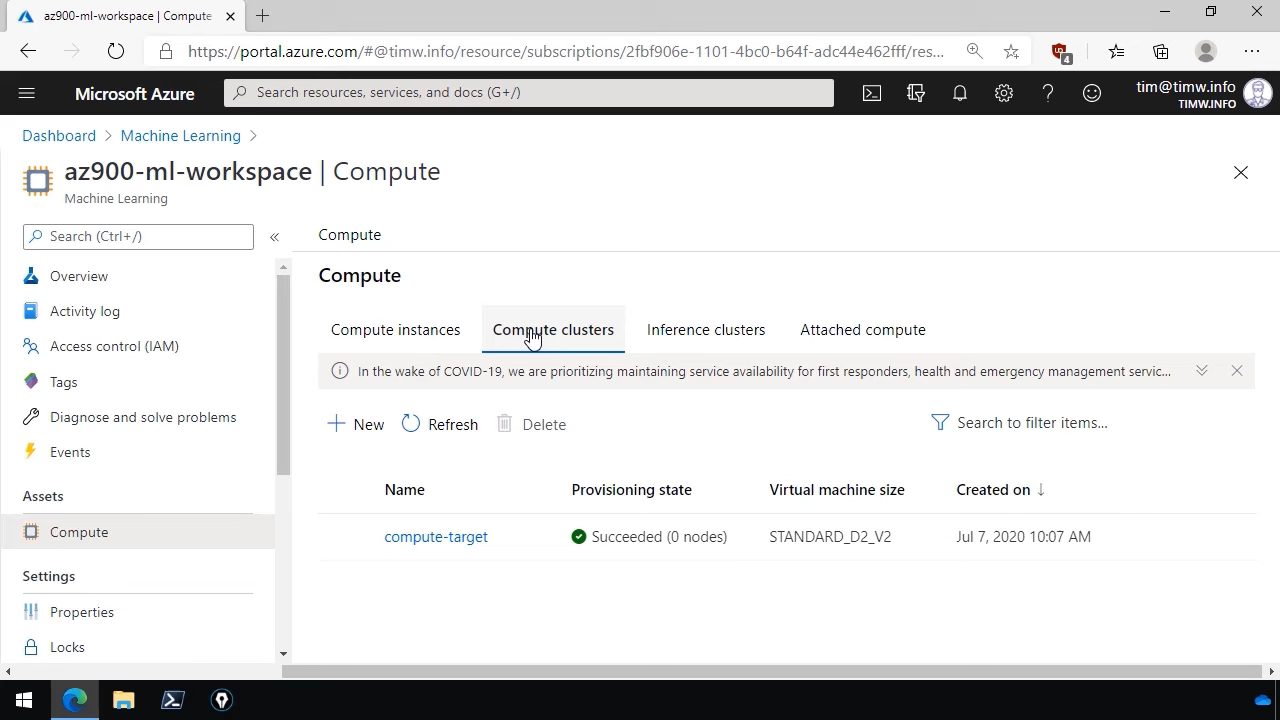 az900-ml-workspace | Compute
https://portal.azure.com/#@timw.info/resource/subscriptions/2fbf906e-1101-4bc0-b64f-adc44e462fff/res...
4
Microsoft Azure
Search resources, services, and docs (G+/)
tim@timw.info
TIMW.INFO
Dashboard > Machine Learning >
az900-ml-workspace | Compute
Machine Learning
Search (Ctrl+/)
«
Overview
Activity log
Access control (IAM)
Tags
Diagnose and solve problems
Events
Assets
Compute
Settings
Properties
Locks
Compute
Compute
Compute instances
Compute clusters
Inference clusters
Attached compute
In the wake of COVID-19, we are prioritizing maintaining service availability for first responders, health and emergency management servic...
New
Refresh
Delete
Search to filter items...
Name
Provisioning state
Virtual machine size
Created on ↓
compute-target
Succeeded (0 nodes)
STANDARD_D2_V2
Jul 7, 2020 10:07 AM